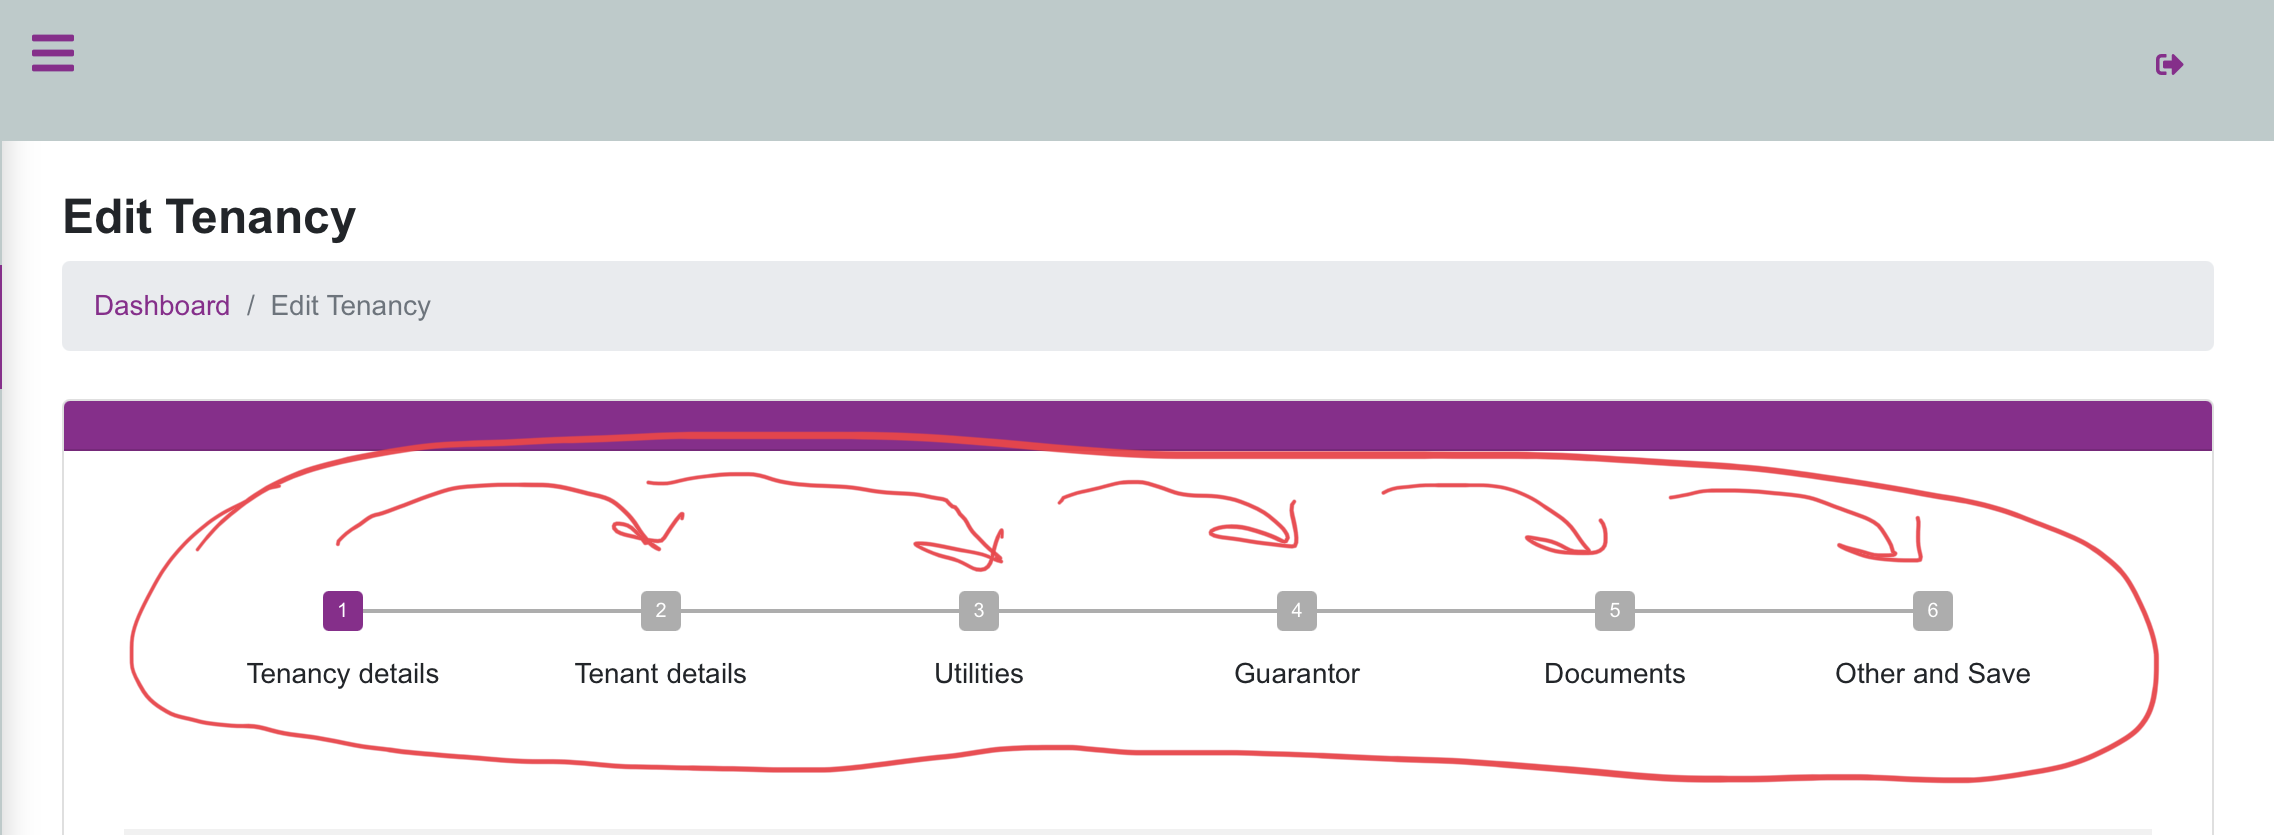 Edit Tenancy
Dashboard / Edit Tenancy
1 2 3 4 5 6
Tenancy details Tenant details Utilities Guarantor Documents Other and Save